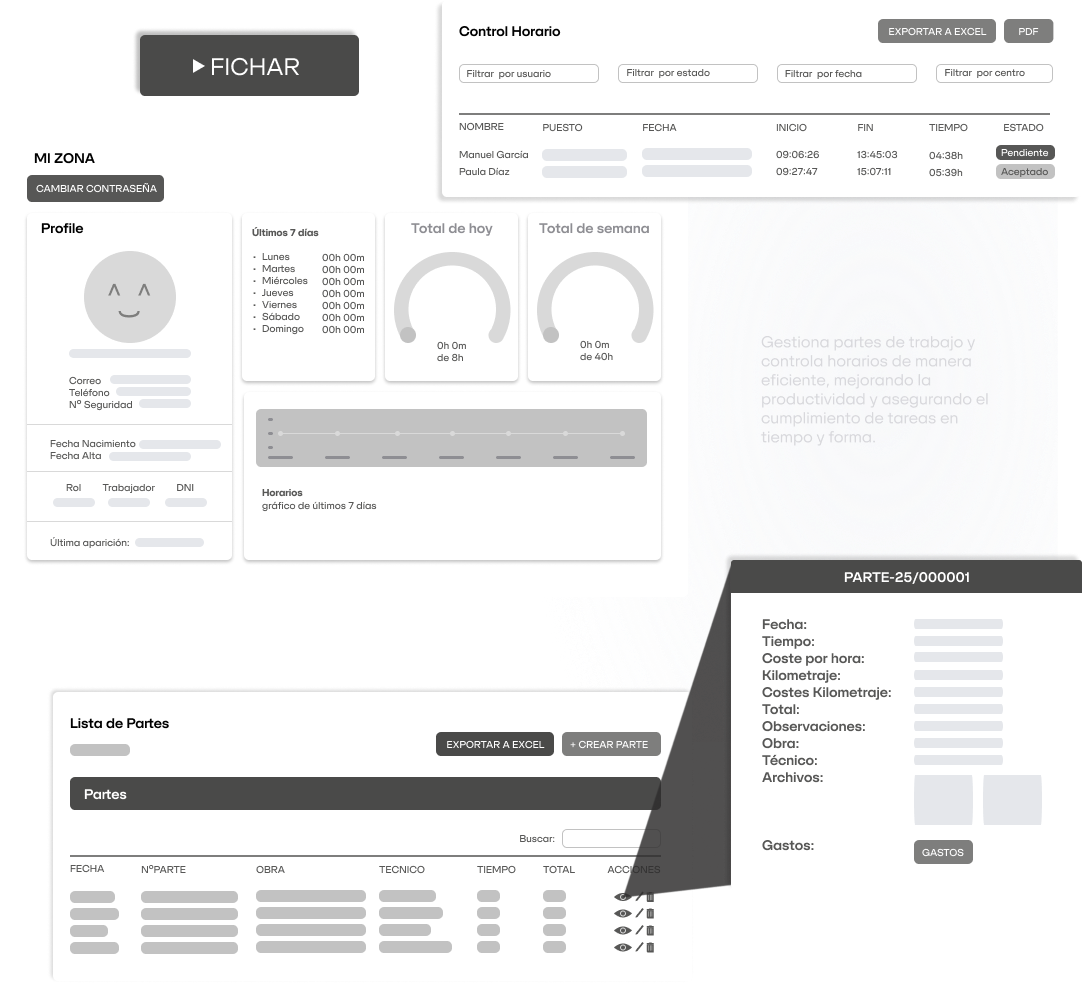 FICHAR
Control Horario
EXPORTAR A EXCEL
PDF
Filtrar por usuario
Filtrar por estado
Filtrar por fecha
Filtrar por centro
NOMBRE PUESTO FECHA INICIO FIN TIEMPO ESTADO
Manuel García 09:06:26 13:45:03 04:38h Pendiente
Paula Díaz 09:27:47 15:07:11 05:39h Aceptado
MI ZONA
CAMBIAR CONTRASEÑA
Profile
^ ^
Correo
Teléfono
Nº Seguridad
Fecha Nacimiento
Fecha Alta
Rol Trabajador DNI
Última aparición:
Últimos 7 días
• Lunes 00h 00m
• Martes 00h 00m
• Miércoles 00h 00m
• Jueves 00h 00m
• Viernes 00h 00m
• Sábado 00h 00m
• Domingo 00h 00m
Total de hoy
0h 0m
de 8h
Total de semana
0h 0m
de 40h
Horarios
gráfico de últimos 7 días
Gestiona partes de trabajo y
controla horarios de manera
eficiente, mejorando la
productividad y asegurando el
cumplimiento de tareas en
tiempo y forma.
PARTE-25/000001
Fecha:
Tiempo:
Coste por hora:
Kilometraje:
Costes Kilometraje:
Total:
Observaciones:
Obra:
Técnico:
Archivos:
Gastos:
GASTOS
Lista de Partes
EXPORTAR A EXCEL
+ CREAR PARTE
Partes
Buscar:
FECHA NºPARTE OBRA TECNICO TIEMPO TOTAL ACCIONES